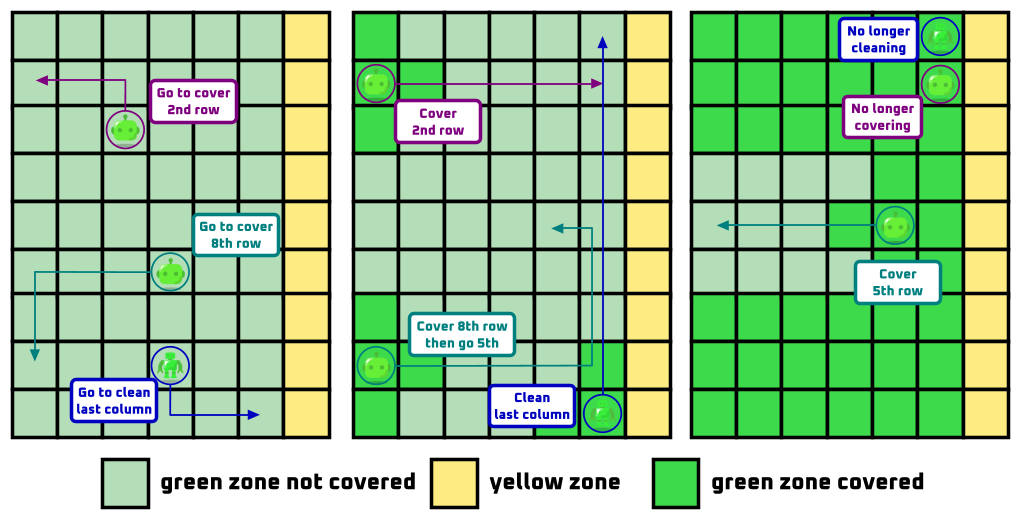 Go to cover
2nd row
Go to cover
8th row
Go to clean
last column
Cover
2nd row
Cover 8th row
then go 5th
Clean
last column
No longer
cleaning
No longer
covering
Cover
5th row
green zone not covered
yellow zone
green zone covered